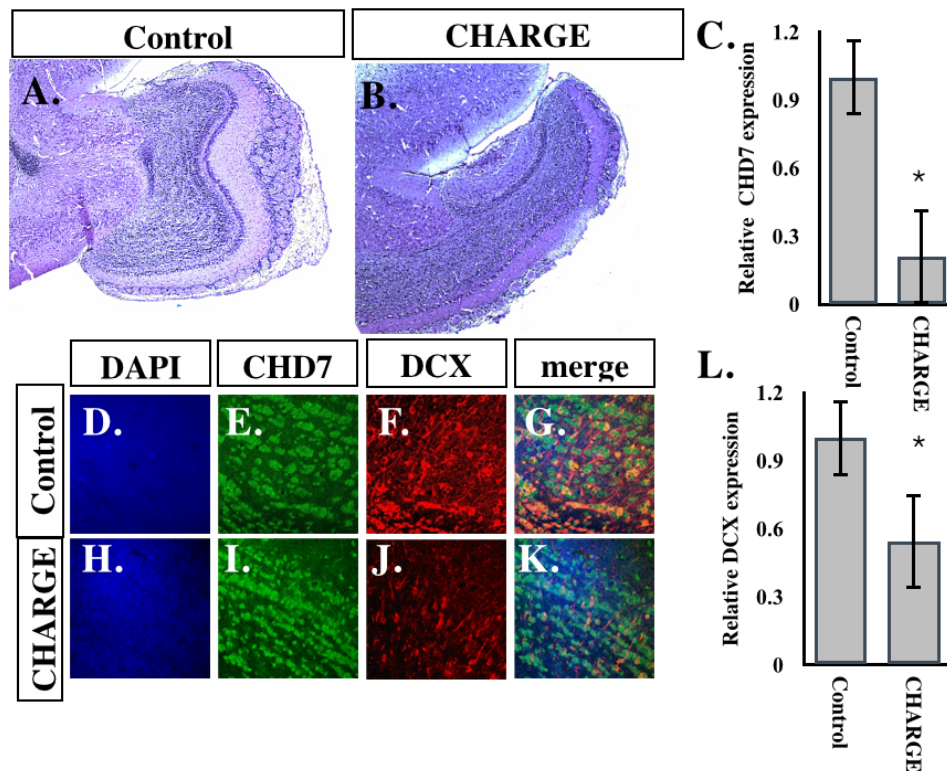 Control
CHARGE
A.
B.
C.
Relative CHD7 expression
1.2
0.9
0.6
0.3
0
*
Control
CHARGE
DAPI
CHD7
DCX
merge
Control
D.
E.
F.
G.
CHARGE
H.
I.
J.
K.
L.
Relative DCX expression
1.2
0.9
0.6
0.3
0
*
Control
CHARGE